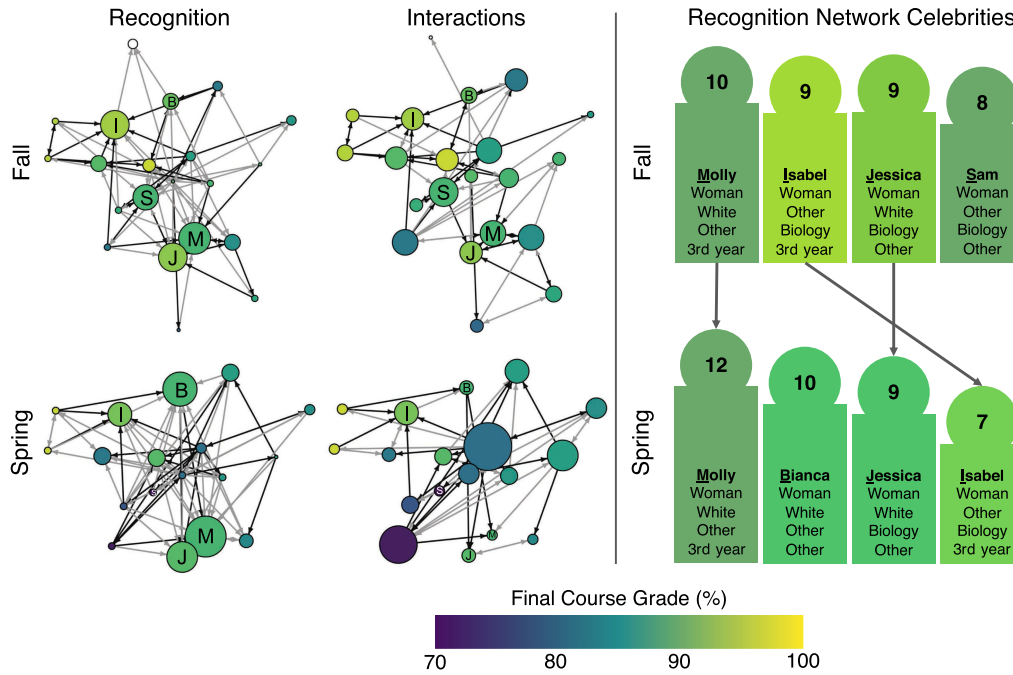 Recognition
Interactions
Recognition Network Celebrities
Fall
B
I
S
M
J
B
I
S
M
J
Fall
10
9
9
8
Molly
Woman
White
Other
3rd year
Isabel
Woman
Other
Biology
3rd year
Jessica
Woman
White
Biology
Other
Sam
Woman
Other
Biology
Other
Spring
B
I
S
M
J
B
I
S
M
J
Spring
12
10
9
7
Molly
Woman
White
Other
3rd year
Bianca
Woman
White
Other
Other
Jessica
Woman
White
Biology
Other
Isabel
Woman
Other
Biology
3rd year
Final Course Grade (%)
70
80
90
100